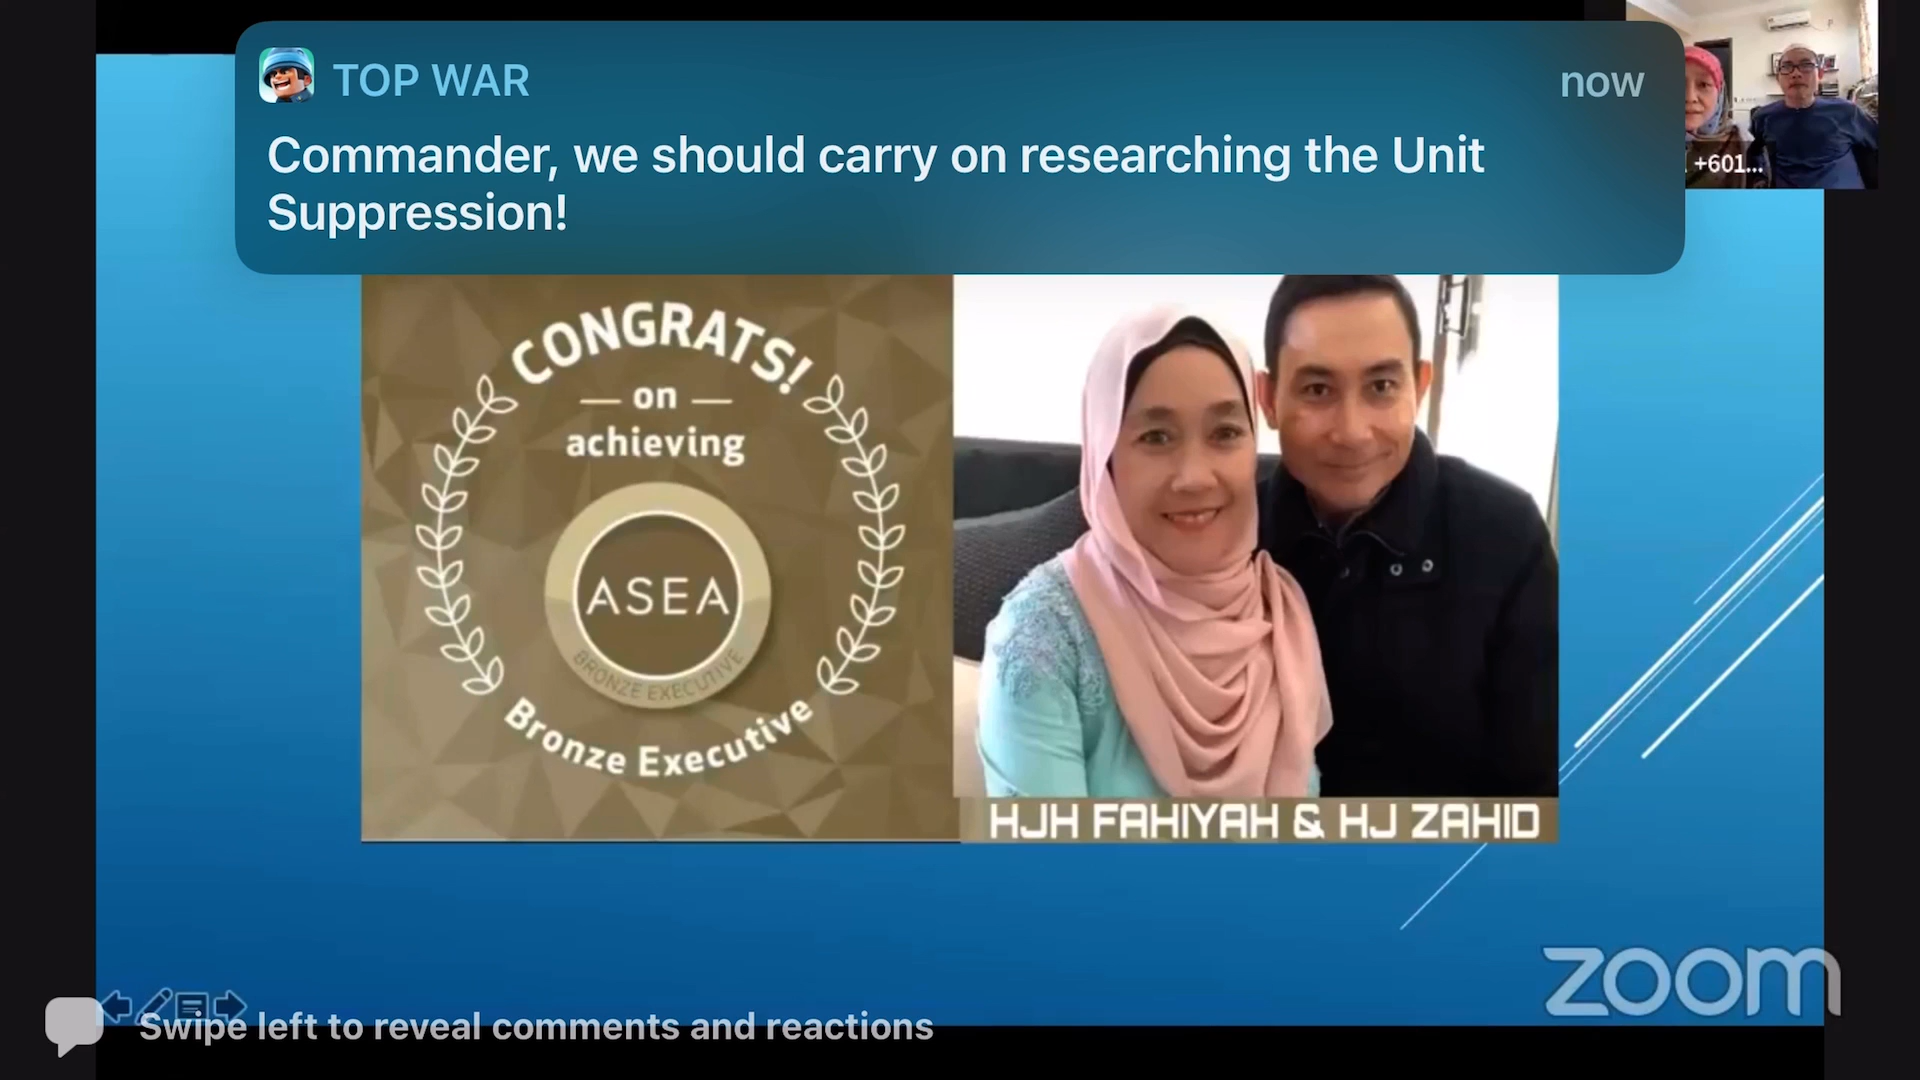 TOP WAR
now
Commander, we should carry on researching the Unit
Suppression!
+601...
CONGRATS!
on
achieving
ASEA
BRONZE EXECUTIVE
Bronze Executive
HJH FAHIYAH & HJ ZAHID
zoom
Swipe left to reveal comments and reactions